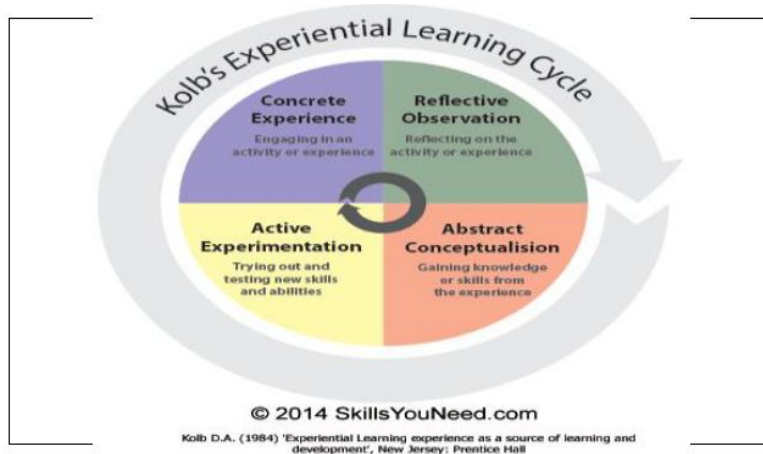 Kolb's Experiential Learning Cycle
Concrete
Experience
Engaging in an
activity or experience
Reflective
Observation
Reflecting on the
activity or experience
Active
Experimentation
Trying out and
testing new skills
and abilities
Abstract
Conceptualision
Gaining knowledge
or skills from
the experience
© 2014 SkillsYouNeed.com
Kolb D.A. (1984) 'Experiential Learning experience as a source of learning and
development', New Jersey: Prentice Hall